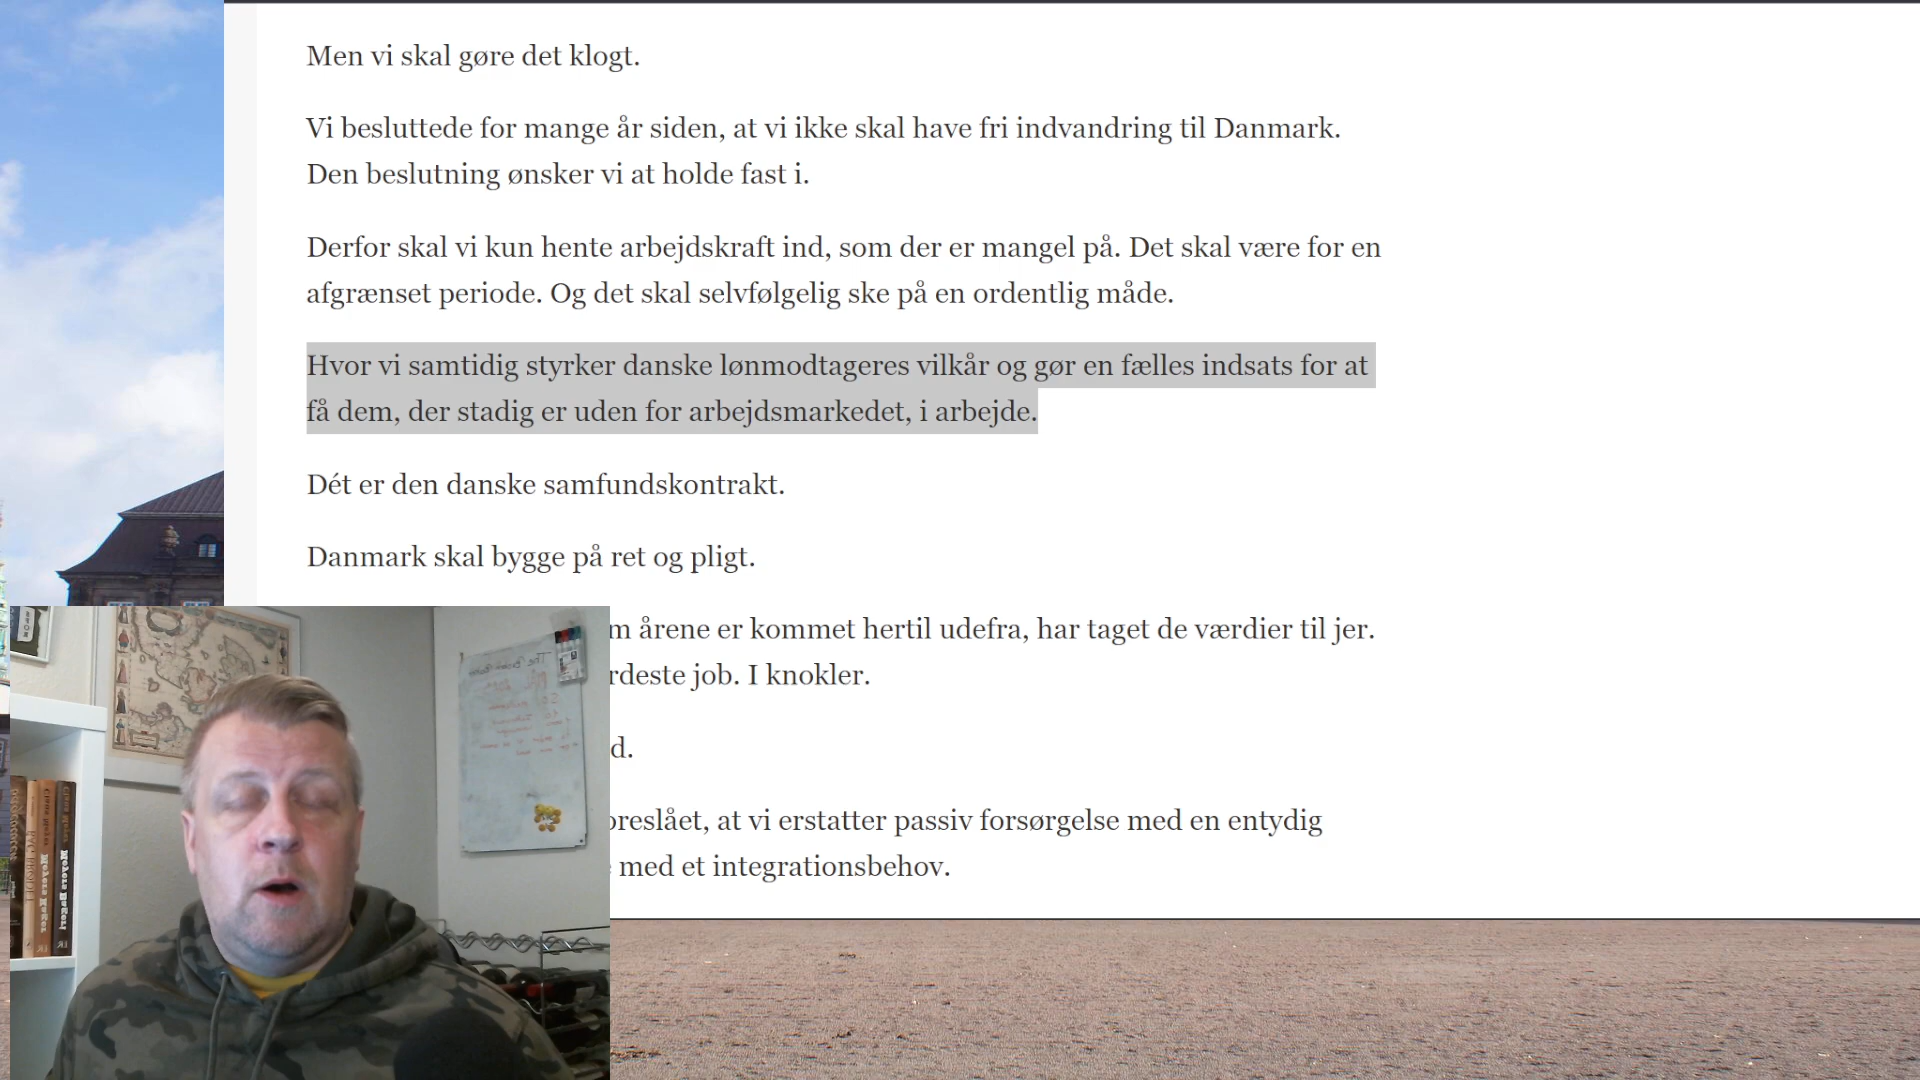 Men vi skal gøre det klogt.
Vi besluttede for mange år siden, at vi ikke skal have fri indvandring til Danmark.
Den beslutning ønsker vi at holde fast i.
Derfor skal vi kun hente arbejdskraft ind, som der er mangel på. Det skal være for en
afgrænset periode. Og det skal selvfølgelig ske på en ordentlig måde.
Hvor vi samtidig styrker danske lønmodtageres vilkår og gør en fælles indsats for at
få dem, der stadig er uden for arbejdsmarkedet, i arbejde.
Dét er den danske samfundskontrakt.
Danmark skal bygge på ret og pligt.
m årene er kommet hertil udefra, har taget de værdier til jer.
rdeste job. I knokler.
d.
oreslået, at vi erstatter passiv forsørgelse med en entydig
med et integrationsbehov.